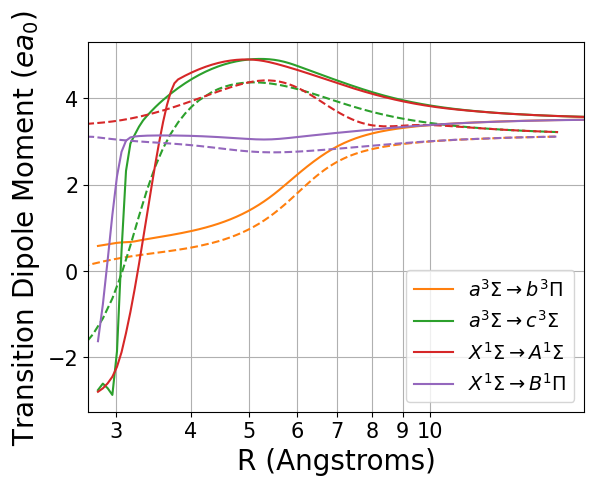 Transition Dipole Moment (ea₀)
4
2
0
−2
3
4
5
6
7
8
9
10
R (Angstroms)
a³Σ → b³Π
a³Σ → c³Σ
X¹Σ → A¹Σ
X¹Σ → B¹Π